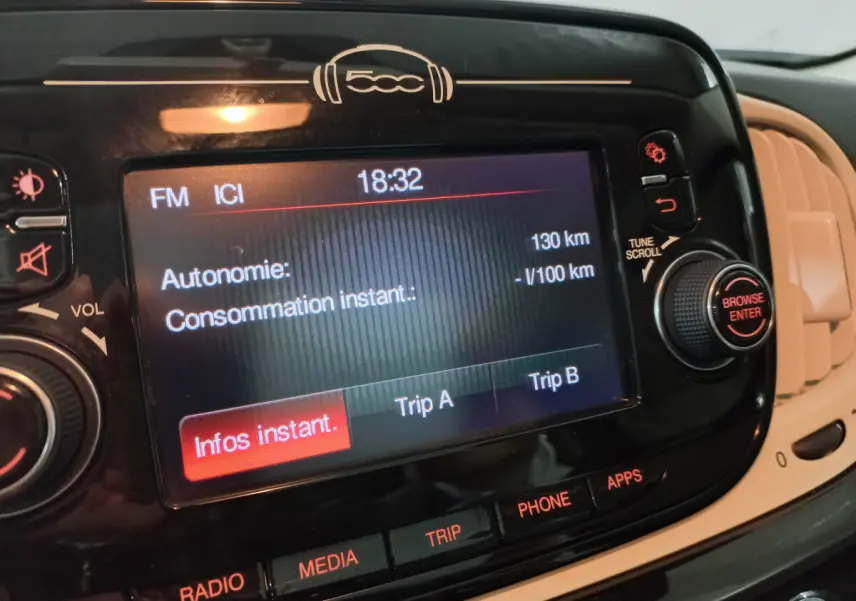 500
FM ICI 18:32
Autonomie: 130 km
Consommation instant.: - l/100 km
Infos instant. Trip A Trip B
VOL
TUNE
SCROLL
BROWSE
ENTER
RADIO MEDIA TRIP PHONE APPS
0